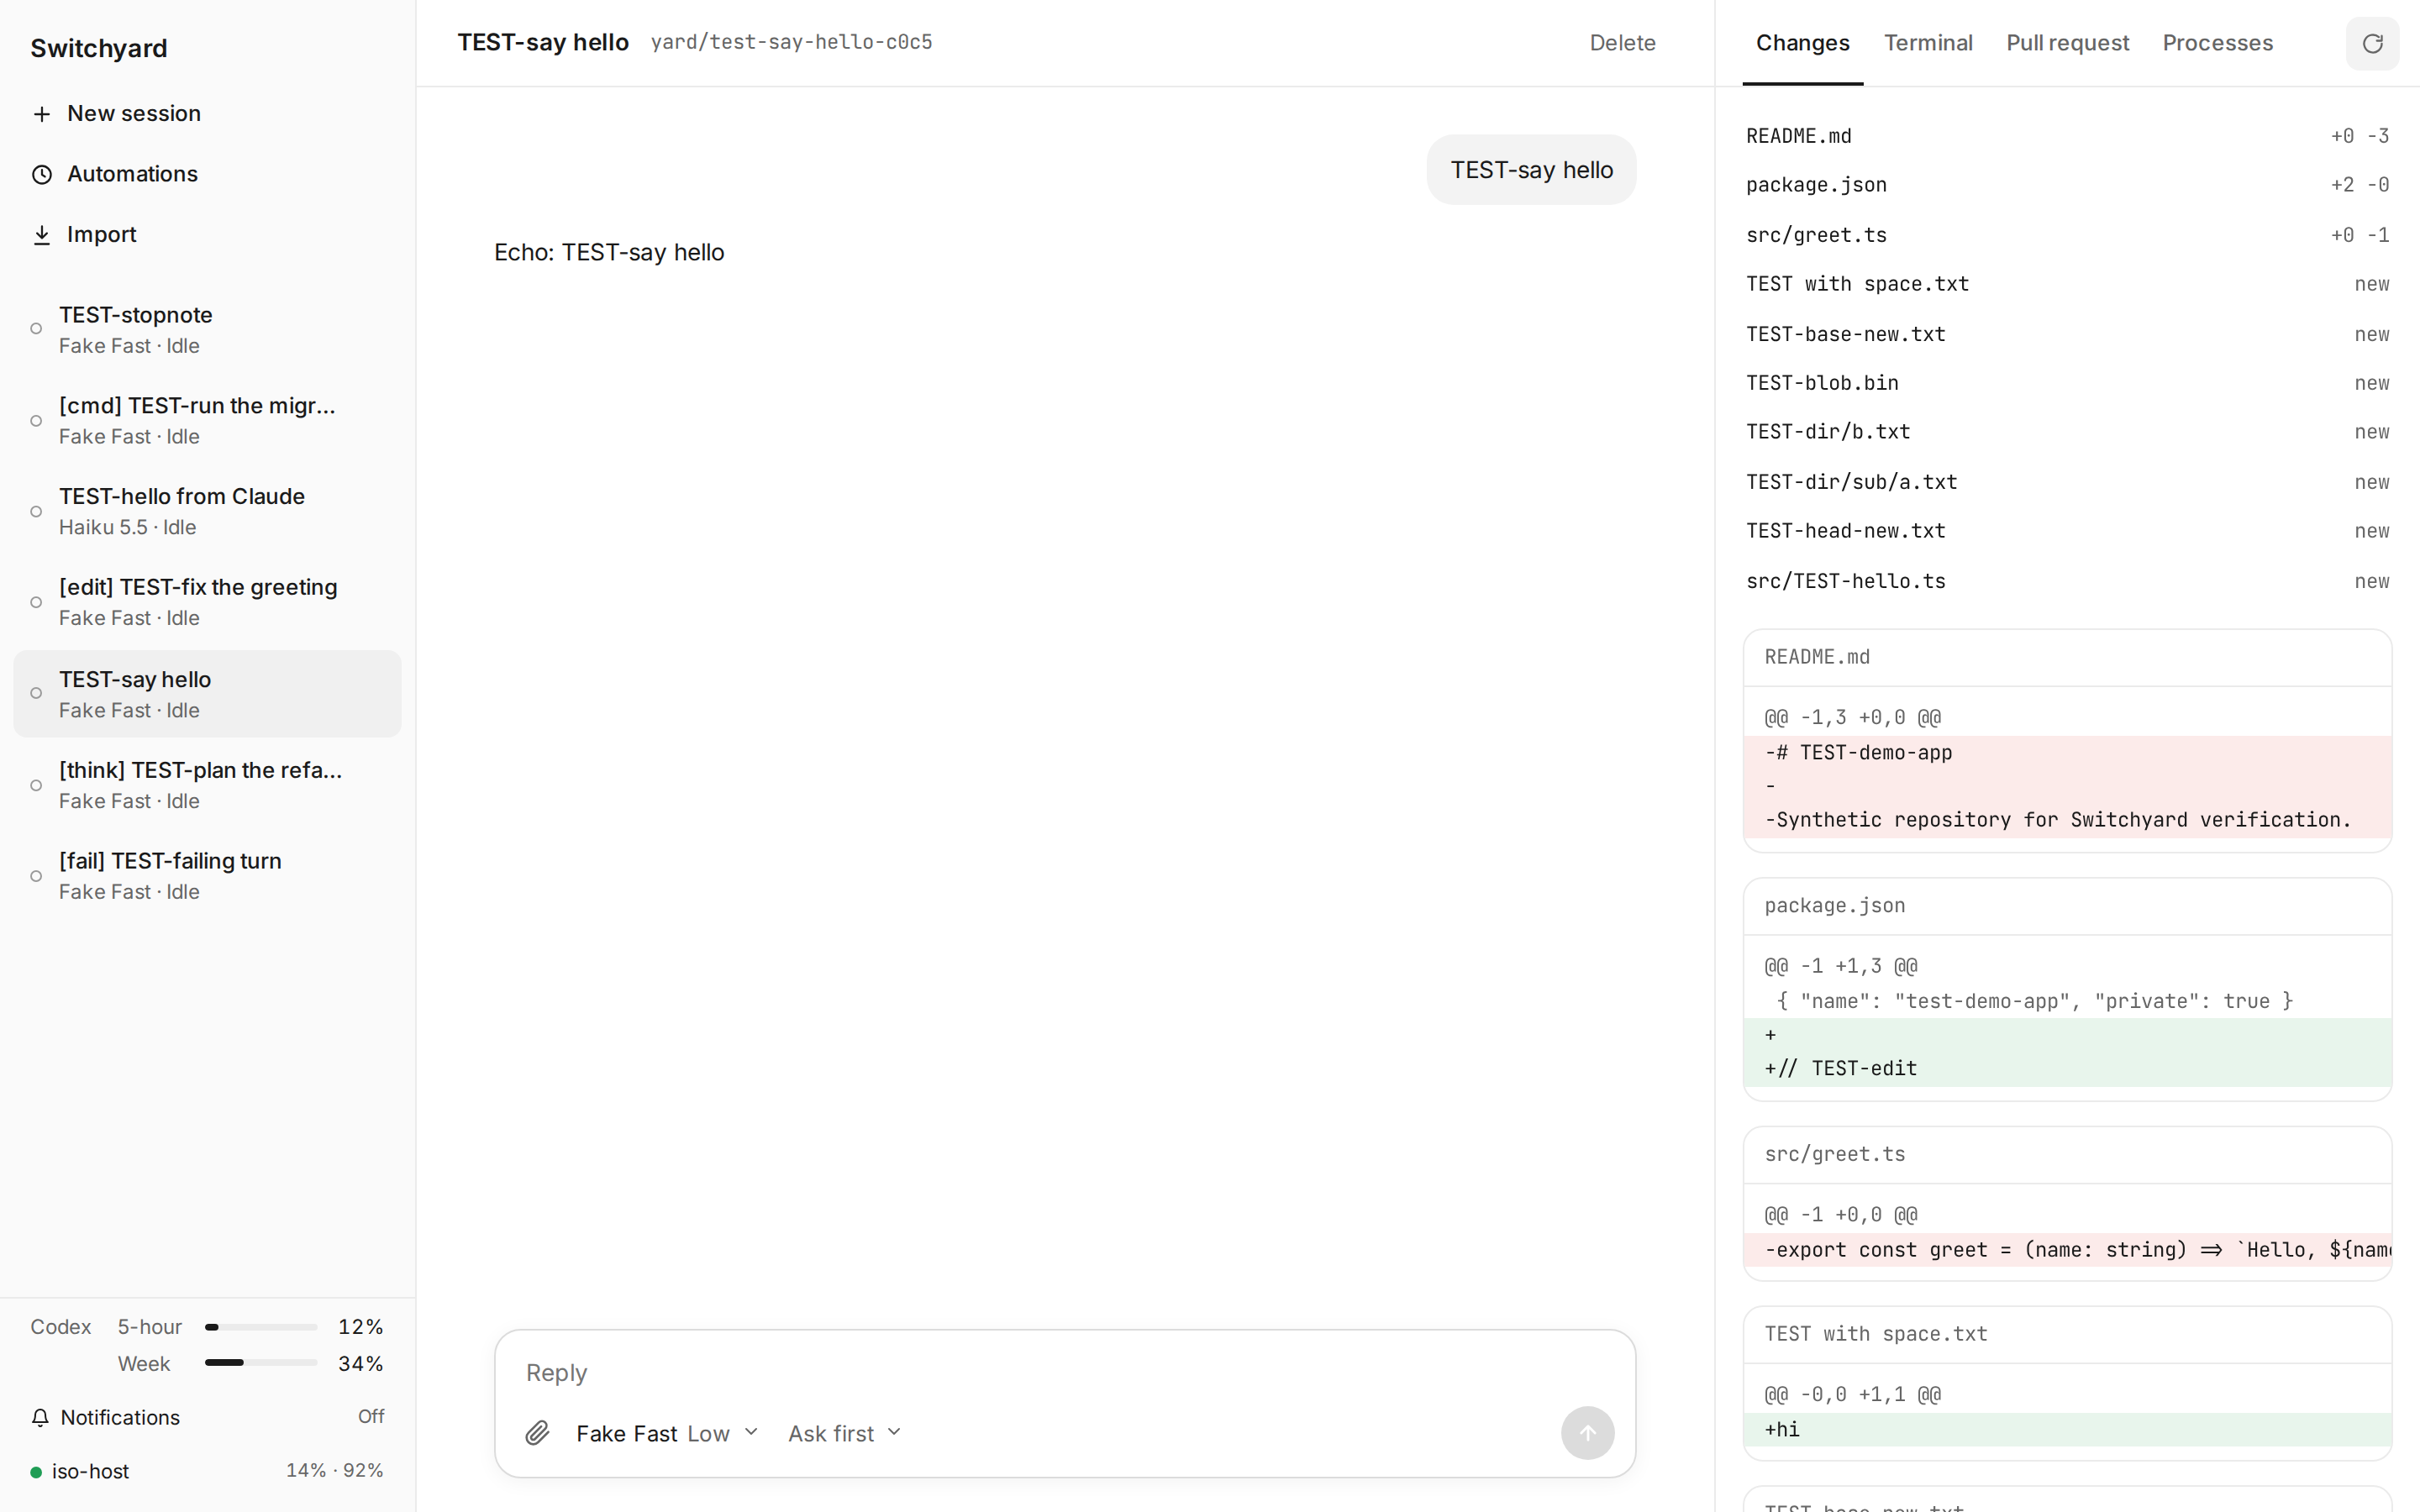 Switchyard
New session
Automations
Import
TEST-stopnote
Fake Fast · Idle
[cmd] TEST-run the migr...
Fake Fast · Idle
TEST-hello from Claude
Haiku 5.5 · Idle
[edit] TEST-fix the greeting
Fake Fast · Idle
TEST-say hello
Fake Fast · Idle
[think] TEST-plan the refa...
Fake Fast · Idle
[fail] TEST-failing turn
Fake Fast · Idle
Codex 5-hour 12%
Week 34%
Notifications Off
iso-host 14% · 92%
TEST-say hello yard/test-say-hello-c0c5 Delete
TEST-say hello
Echo: TEST-say hello
Reply
Fake Fast Low Ask first
Changes Terminal Pull request Processes
README.md +0 -3
package.json +2 -0
src/greet.ts +0 -1
TEST with space.txt new
TEST-base-new.txt new
TEST-blob.bin new
TEST-dir/b.txt new
TEST-dir/sub/a.txt new
TEST-head-new.txt new
src/TEST-hello.ts new
README.md
@@ -1,3 +0,0 @@
-# TEST-demo-app
-
-Synthetic repository for Switchyard verification.
package.json
@@ -1 +1,3 @@
{ "name": "test-demo-app", "private": true }
+
+// TEST-edit
src/greet.ts
@@ -1 +0,0 @@
-export const greet = (name: string) => `Hello, ${name
TEST with space.txt
@@ -0,0 +1,1 @@
+hi
TEST-base-new.txt